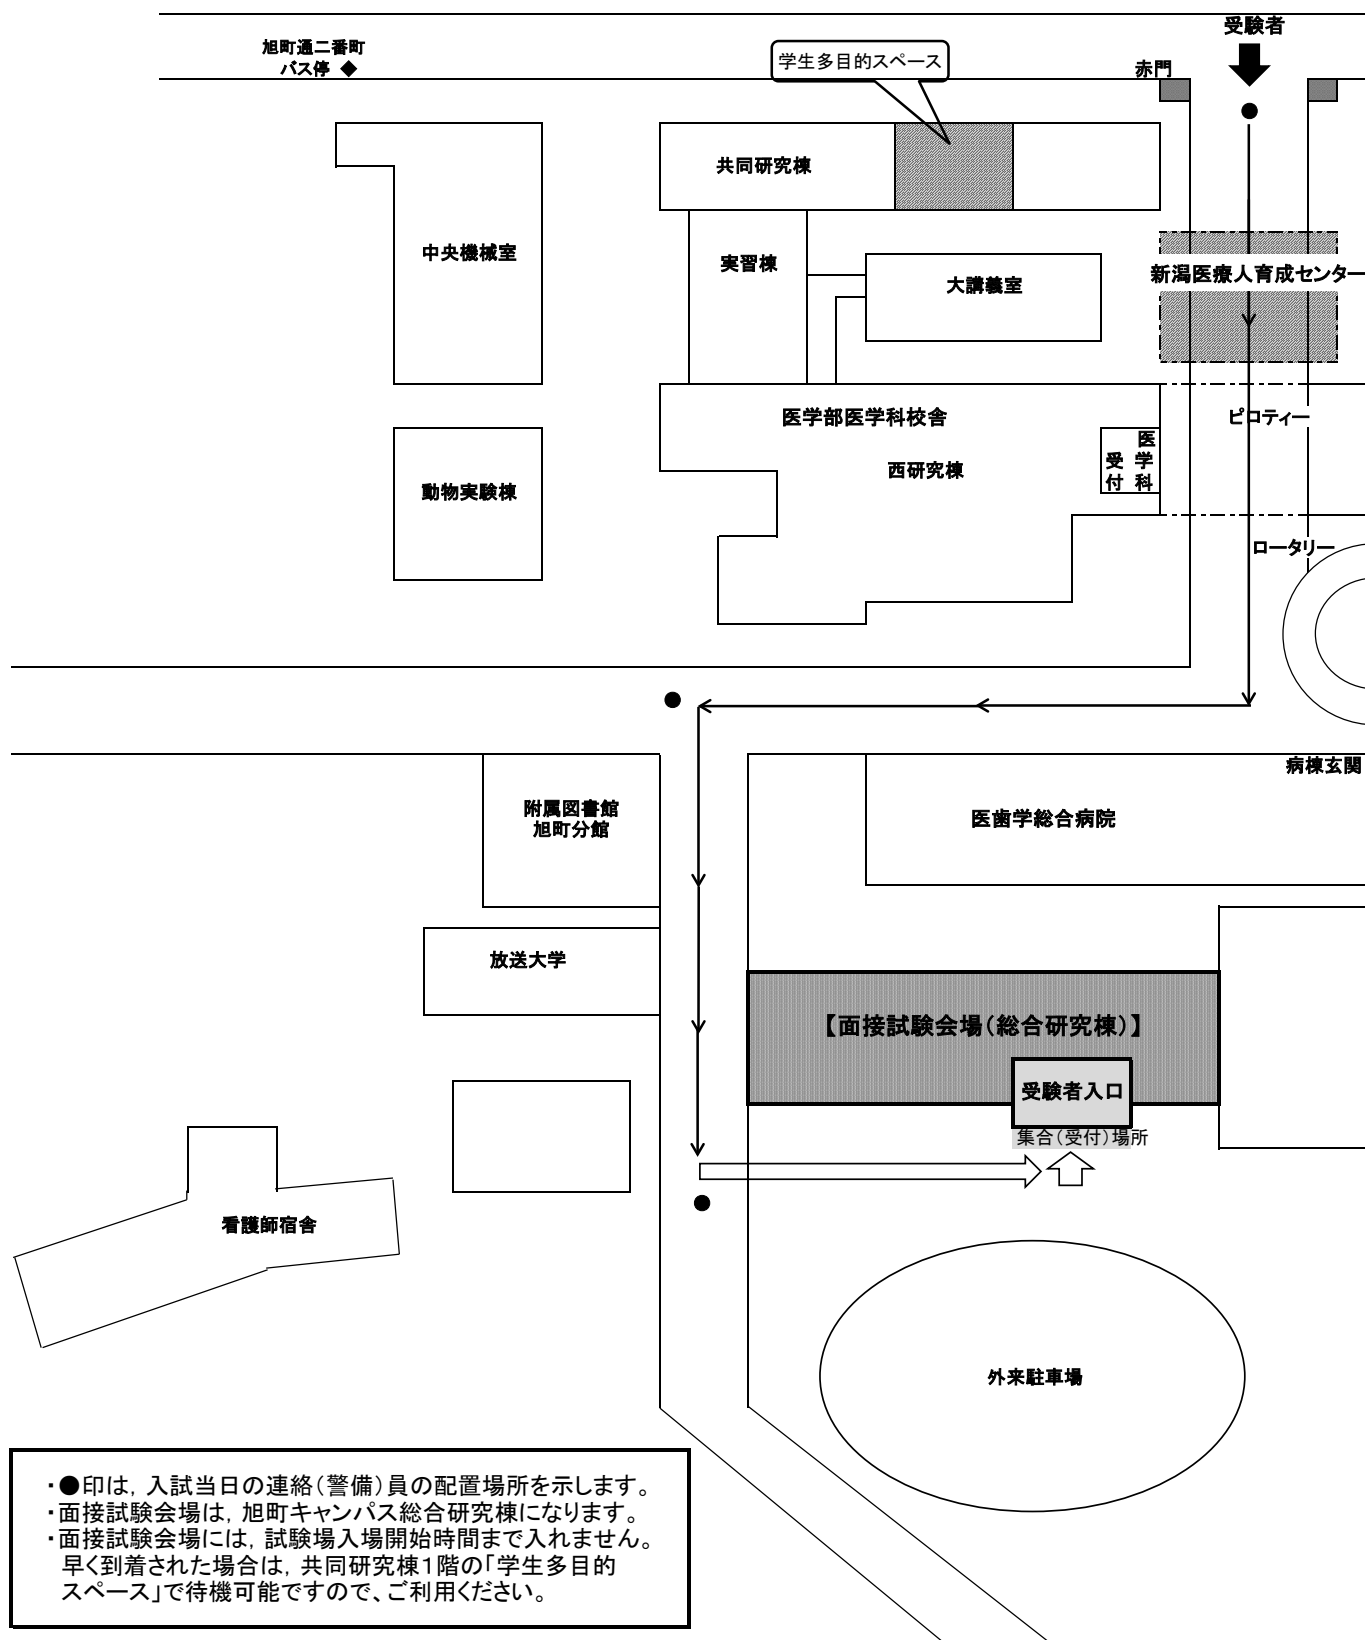 受験者
旭町通二番町
バス停 ◆
学生多目的スペース
赤門
共同研究棟
中央機械室
実習棟
大講義室
新潟医療人育成センター
医学部医学科校舎
ピロティー
西研究棟
医学科
受付
動物実験棟
ロータリー
病棟玄関
附属図書館
旭町分館
医歯学総合病院
放送大学
【面接試験会場(総合研究棟)】
受験者入口
集合(受付)場所
看護師宿舎
外来駐車場
・●印は, 入試当日の連絡(警備)員の配置場所を示します。
・面接試験会場は, 旭町キャンパス総合研究棟になります。
・面接試験会場には, 試験場入場開始時間まで入れません。
早く到着された場合は, 共同研究棟1階の「学生多目的
スペース」で待機可能ですので、ご利用ください。